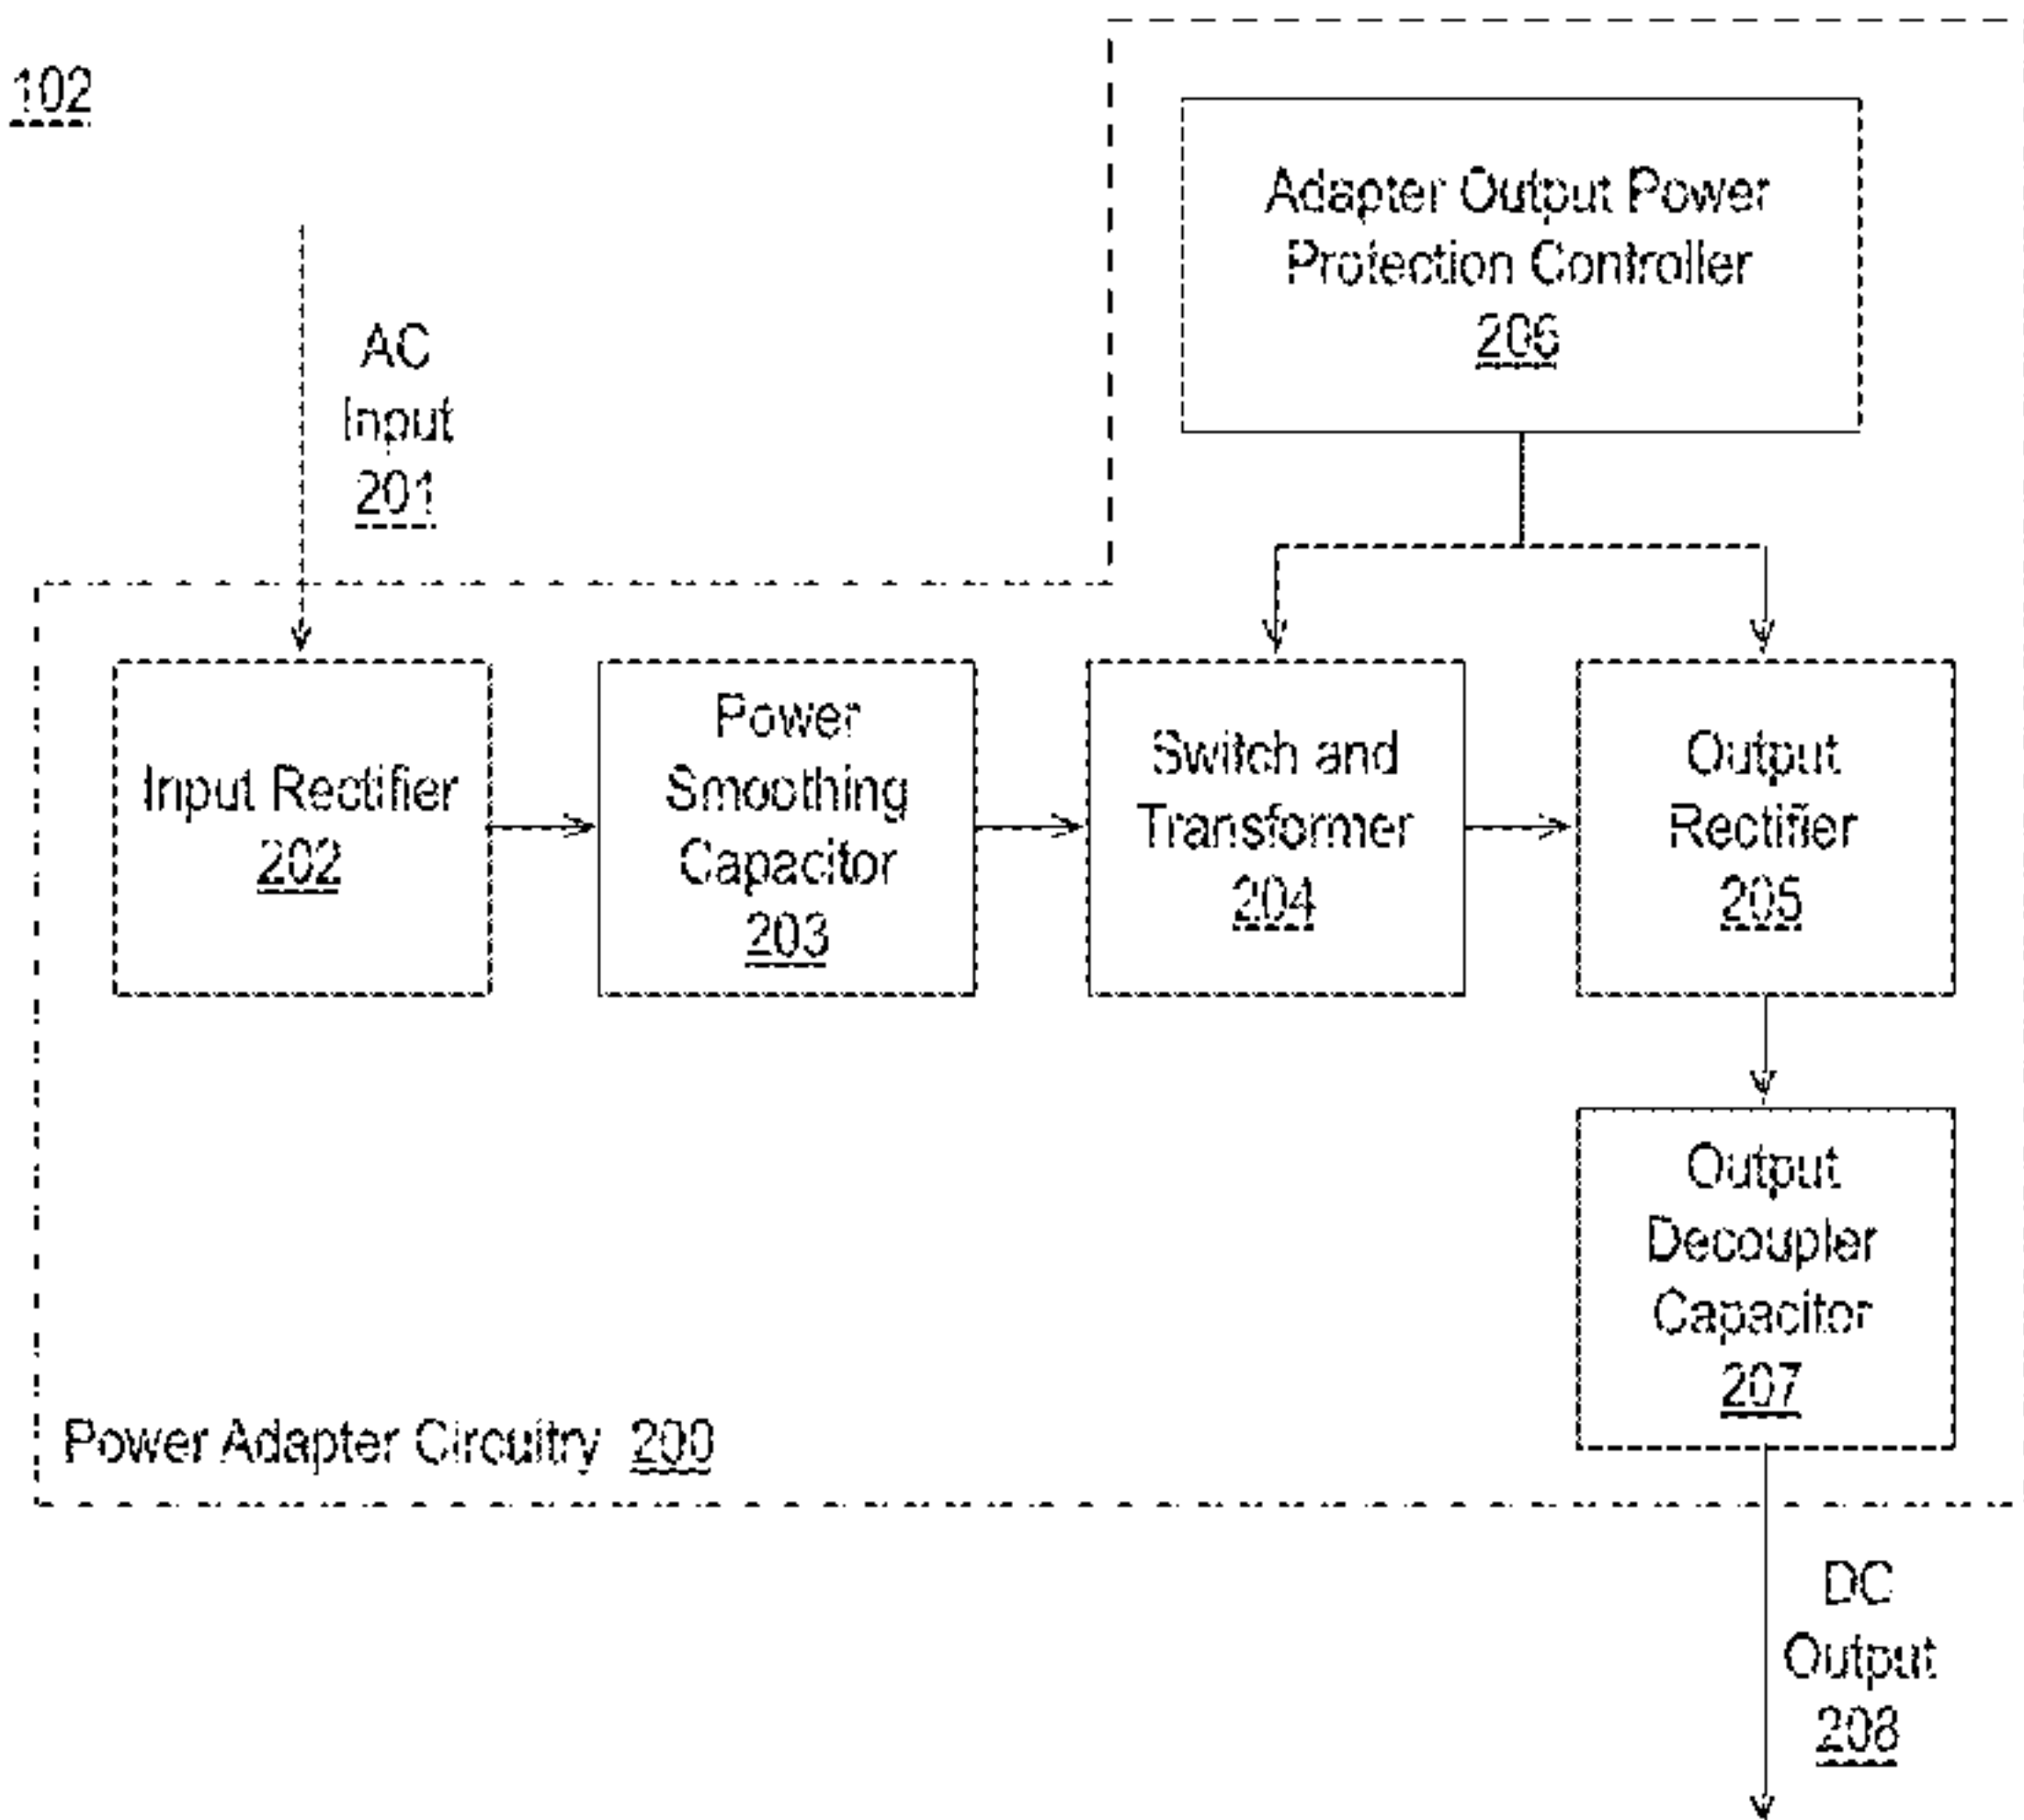 102
AC
Input
201
Adapter Output Power
Protection Controller
206
Input Rectifier
202
Power
Smoothing
Capacitor
203
Switch and
Transformer
204
Output
Rectifier
205
Output
Decoupler
Capacitor
207
Power Adapter Circuitry 200
DC
Output
208